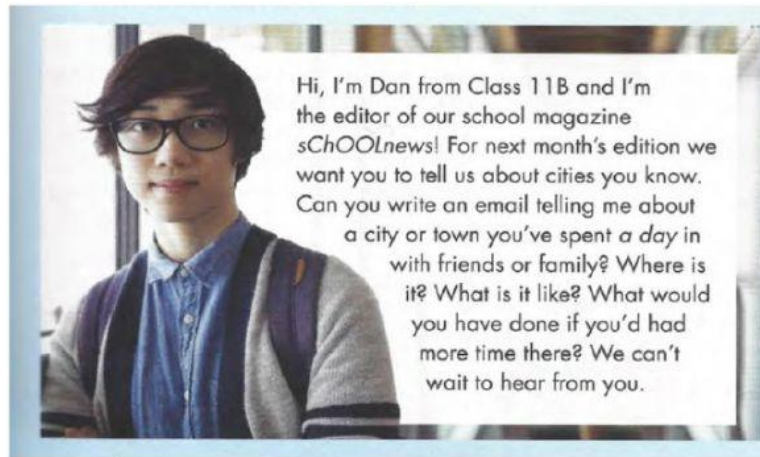 Hi, I'm Dan from Class 11B and I'm
the editor of our school magazine
sChOOLnews! For next month's edition we
want you to tell us about cities you know.
Can you write an email telling me about
a city or town you've spent a day in
with friends or family? Where is
it? What is it like? What would
you have done if you'd had
more time there? We can't
wait to hear from you.